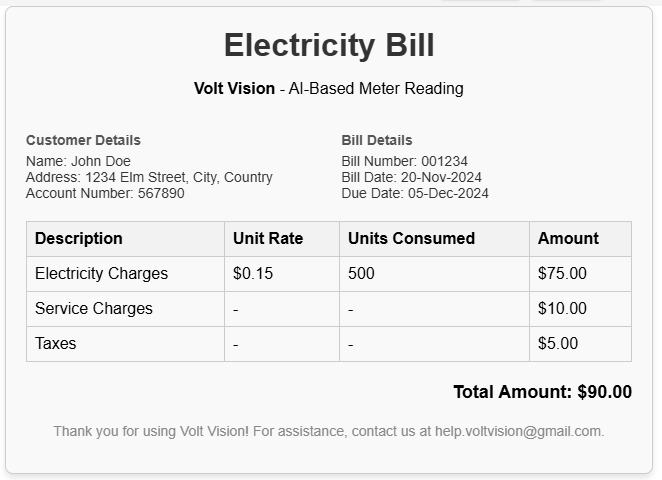 Electricity Bill
Volt Vision - AI-Based Meter Reading
Customer Details
Name: John Doe
Address: 1234 Elm Street, City, Country
Account Number: 567890
Bill Details
Bill Number: 001234
Bill Date: 20-Nov-2024
Due Date: 05-Dec-2024
Description Unit Rate Units Consumed Amount
Electricity Charges $0.15 500 $75.00
Service Charges - - $10.00
Taxes - - $5.00
Total Amount: $90.00
Thank you for using Volt Vision! For assistance, contact us at help.voltvision@gmail.com.